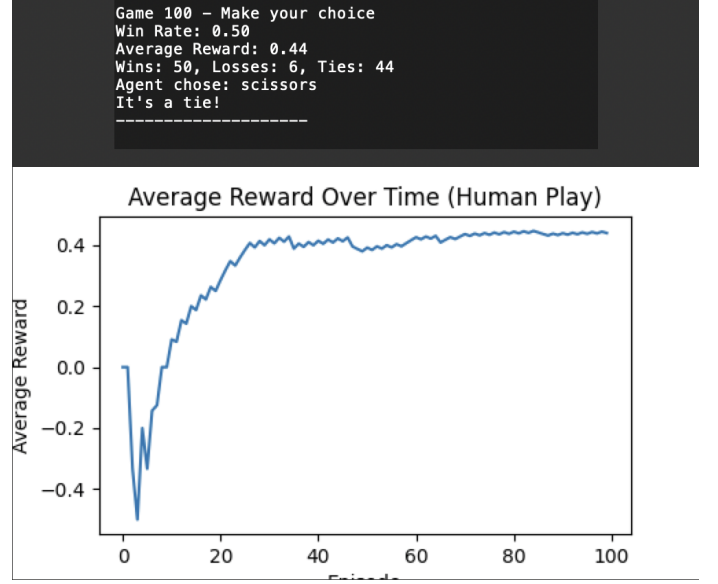 Game 100 - Make your choice
Win Rate: 0.50
Average Reward: 0.44
Wins: 50, Losses: 6, Ties: 44
Agent chose: scissors
It's a tie!
--------------------
Average Reward Over Time (Human Play)
0.4
0.2
0.0
−0.2
−0.4
Average Reward
0 20 40 60 80 100
Episode